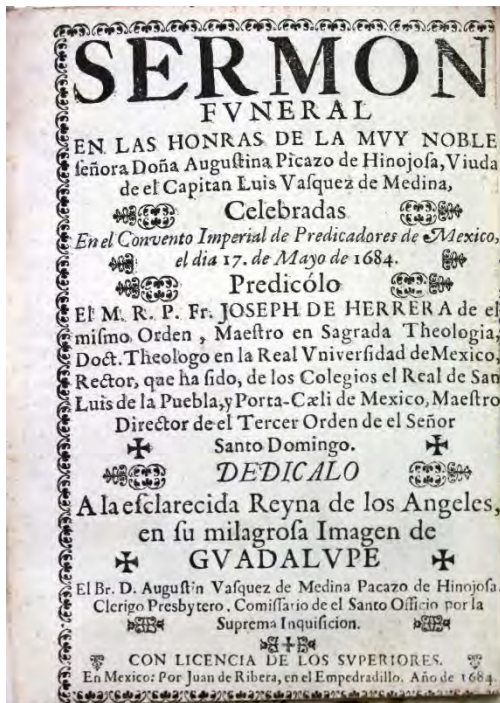 SERMON
FVNERAL
EN LAS HONRAS DE LA MVY NOBLE
ſeñora Doña Auguſtina Picazo de Hinojoſa, Viuda
de el Capitan Luis Vaſquez de Medina,
Celebradas
En el Convento Imperial de Predicadores de Mexico,
el dia 17. de Mayo de 1684.
Predicólo
El M. R. P. Fr. JOSEPH DE HERRERA de el
miſmo Orden, Maeſtro en Sagrada Theologia,
Doct. Theologo en la Real Vniverſidad de Mexico,
Rector, que ha ſido, de los Colegios el Real de San
Luis de la Puebla, y Porta-Cæli de Mexico, Maeſtro
Director de el Tercer Orden de el Señor
Santo Domingo.
DEDICALO
A la eſclarecida Reyna de los Angeles,
en ſu milagroſa Imagen de
GVADALVPE
El Br. D. Auguſtin Vaſquez de Medina Pacazo de Hinojoſa.
Clerigo Presbytero. Comiſſario de el Santo Officio por la
Suprema Inquiſicion.
CON LICENCIA DE LOS SVPERIORES.
En Mexico: Por Juan de Ribera, en el Empedradillo. Año de 1684.